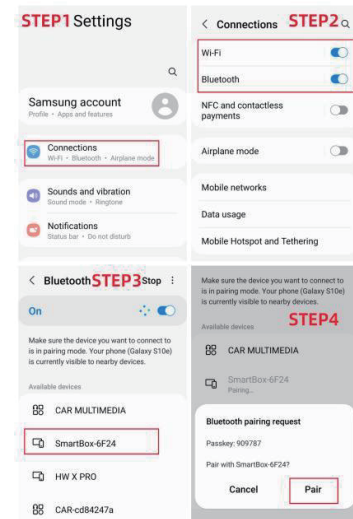 STEP1 Settings
Samsung account
Profile • Apps and features
Connections
Wi-Fi • Bluetooth • Airplane mode
Sounds and vibration
Sound mode • Ringtone
Notifications
Status bar • Do not disturb
< Connections STEP2
Wi-Fi
Bluetooth
NFC and contactless
payments
Airplane mode
Mobile networks
Data usage
Mobile Hotspot and Tethering
< Bluetooth STEP3 Stop
On
Make sure the device you want to connect to
is in pairing mode. Your phone (Galaxy S10e)
is currently visible to nearby devices.
Available devices
CAR MULTIMEDIA
SmartBox-6F24
HW X PRO
CAR-cd84247a
Make sure the device you want to connect to
is in pairing mode. Your phone (Galaxy S10e)
is currently visible to nearby devices.
STEP4
Available devices
CAR MULTIMEDIA
SmartBox-6F24
Pairing...
Bluetooth pairing request
Passkey: 909787
Pair with SmartBox-6F24?
Cancel Pair